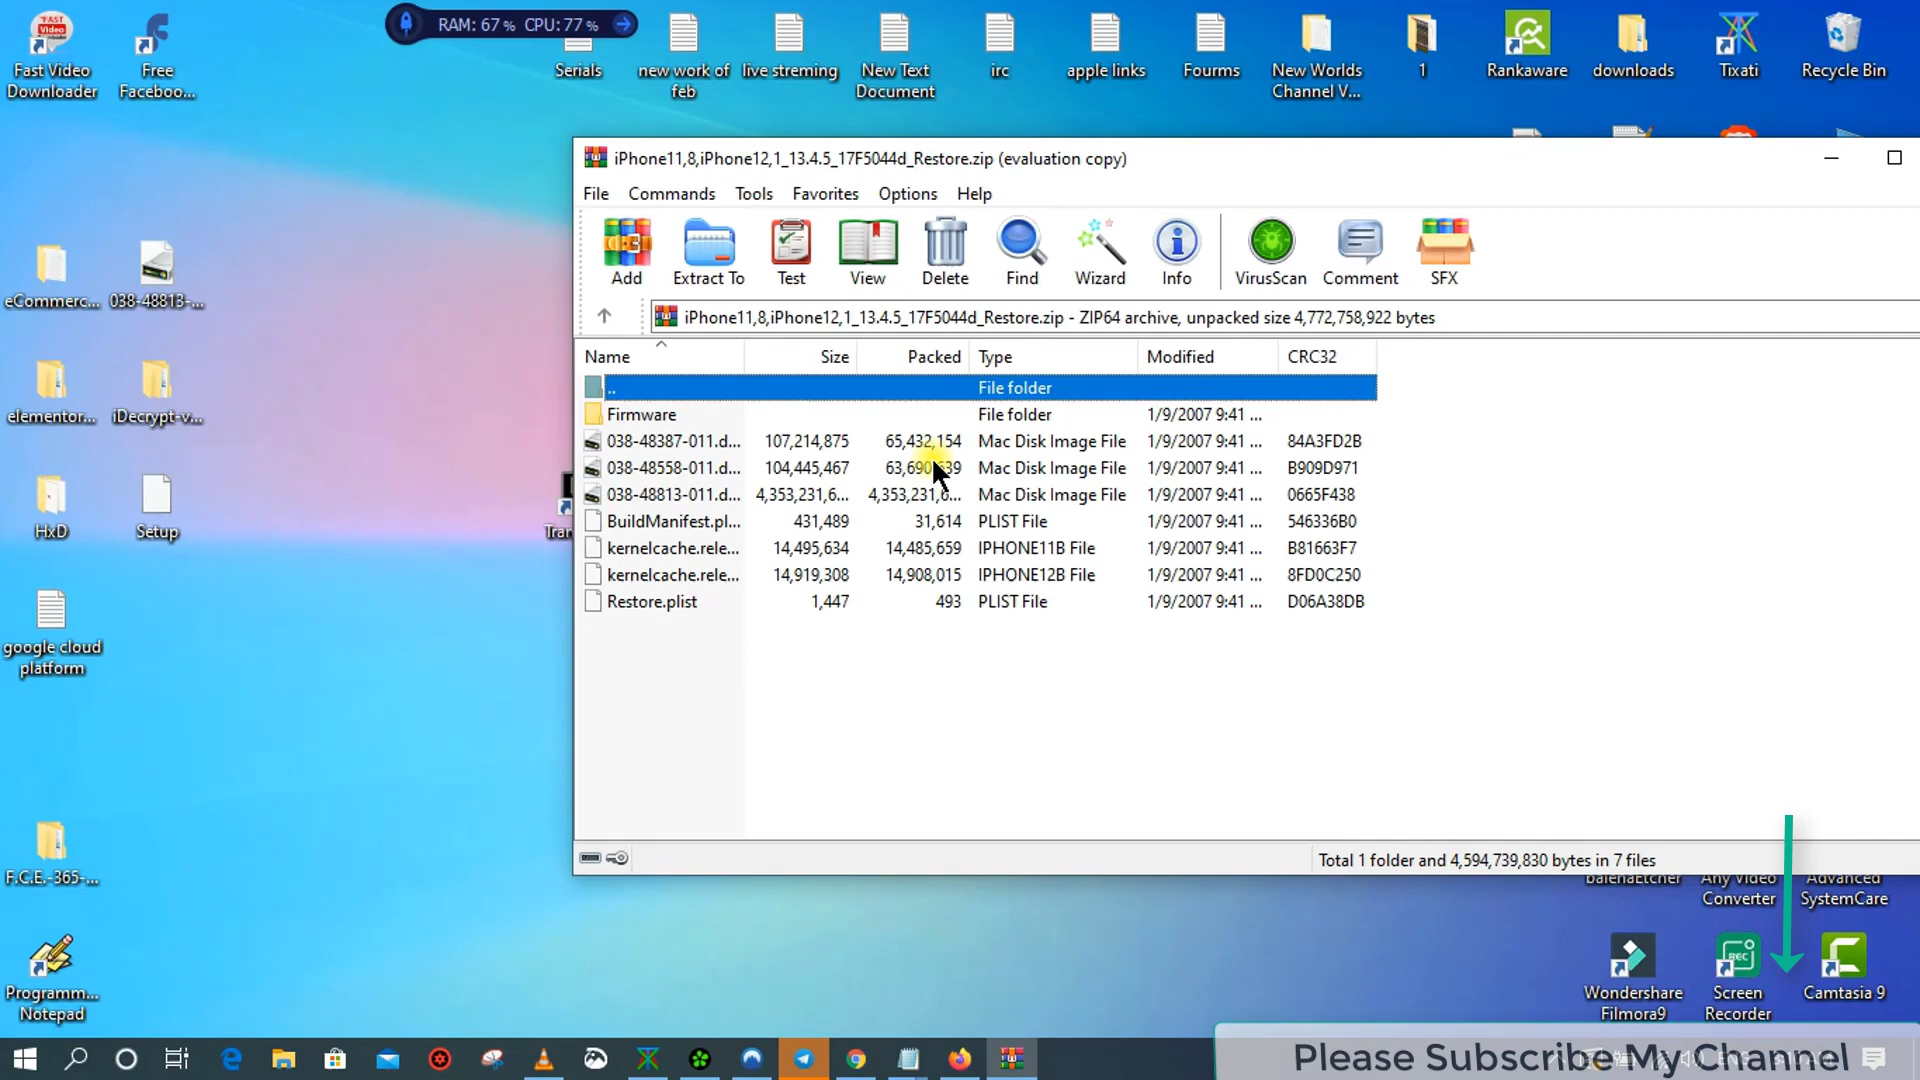 FAST
Video
Fast Video
Downloader
Free
Faceboo...
RAM: 67 % CPU: 77 %
Serials
new work of
feb
live streming
New Text
Document
irc
apple links
Fourms
New Worlds
Channel V...
1
Rankaware
downloads
Tixati
Recycle Bin
eCommerc...
038-48813-...
elementor...
iDecrypt-v...
HxD
Setup
google cloud
platform
F.C.E.-365-...
Programm...
Notepad
Tran
iPhone11,8,iPhone12,1_13.4.5_17F5044d_Restore.zip (evaluation copy)
File Commands Tools Favorites Options Help
Add Extract To Test View Delete Find Wizard Info VirusScan Comment SFX
iPhone11,8,iPhone12,1_13.4.5_17F5044d_Restore.zip - ZIP64 archive, unpacked size 4,772,758,922 bytes
Name Size Packed Type Modified CRC32
.. File folder
Firmware File folder 1/9/2007 9:41 ...
038-48387-011.d... 107,214,875 65,432,154 Mac Disk Image File 1/9/2007 9:41 ... 84A3FD2B
038-48558-011.d... 104,445,467 Mac Disk Image File 1/9/2007 9:41 ... B909D971
038-48813-011.d... 4,353,231,6... 4,353,231,6... Mac Disk Image File 1/9/2007 9:41 ... 0665F438
BuildManifest.pl... 431,489 31,614 PLIST File 1/9/2007 9:41 ... 546336B0
kernelcache.rele... 14,495,634 14,485,659 IPHONE11B File 1/9/2007 9:41 ... B81663F7
kernelcache.rele... 14,919,308 14,908,015 IPHONE12B File 1/9/2007 9:41 ... 8FD0C250
Restore.plist 1,447 493 PLIST File 1/9/2007 9:41 ... D06A38DB
Total 1 folder and 4,594,739,830 bytes in 7 files
balenaEtcher
Any Video
Converter
Advanced
SystemCare
Wondershare
Filmora9
REC
Screen
Recorder
Camtasia 9
Please Subscribe My Channel